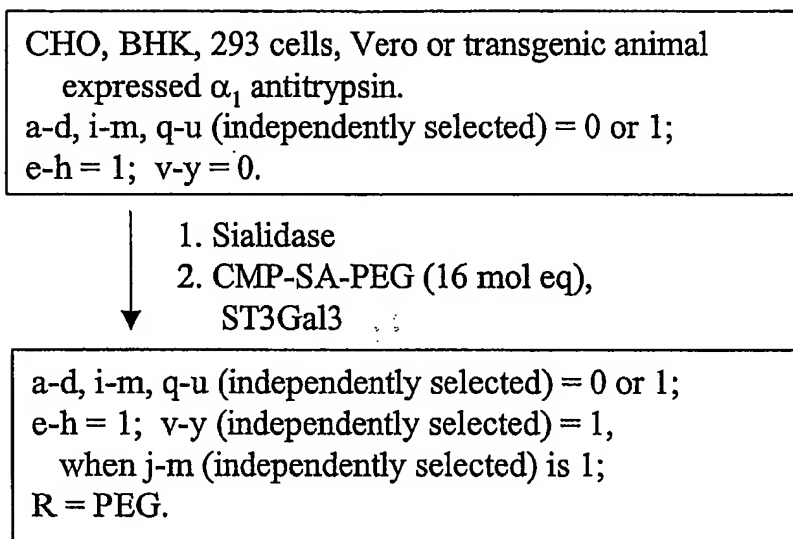 CHO, BHK, 293 cells, Vero or transgenic animal
expressed α₁ antitrypsin.
a-d, i-m, q-u (independently selected) = 0 or 1;
e-h = 1; v-y = 0.
1. Sialidase
2. CMP-SA-PEG (16 mol eq),
ST3Gal3
a-d, i-m, q-u (independently selected) = 0 or 1;
e-h = 1; v-y (independently selected) = 1,
when j-m (independently selected) is 1;
R = PEG.